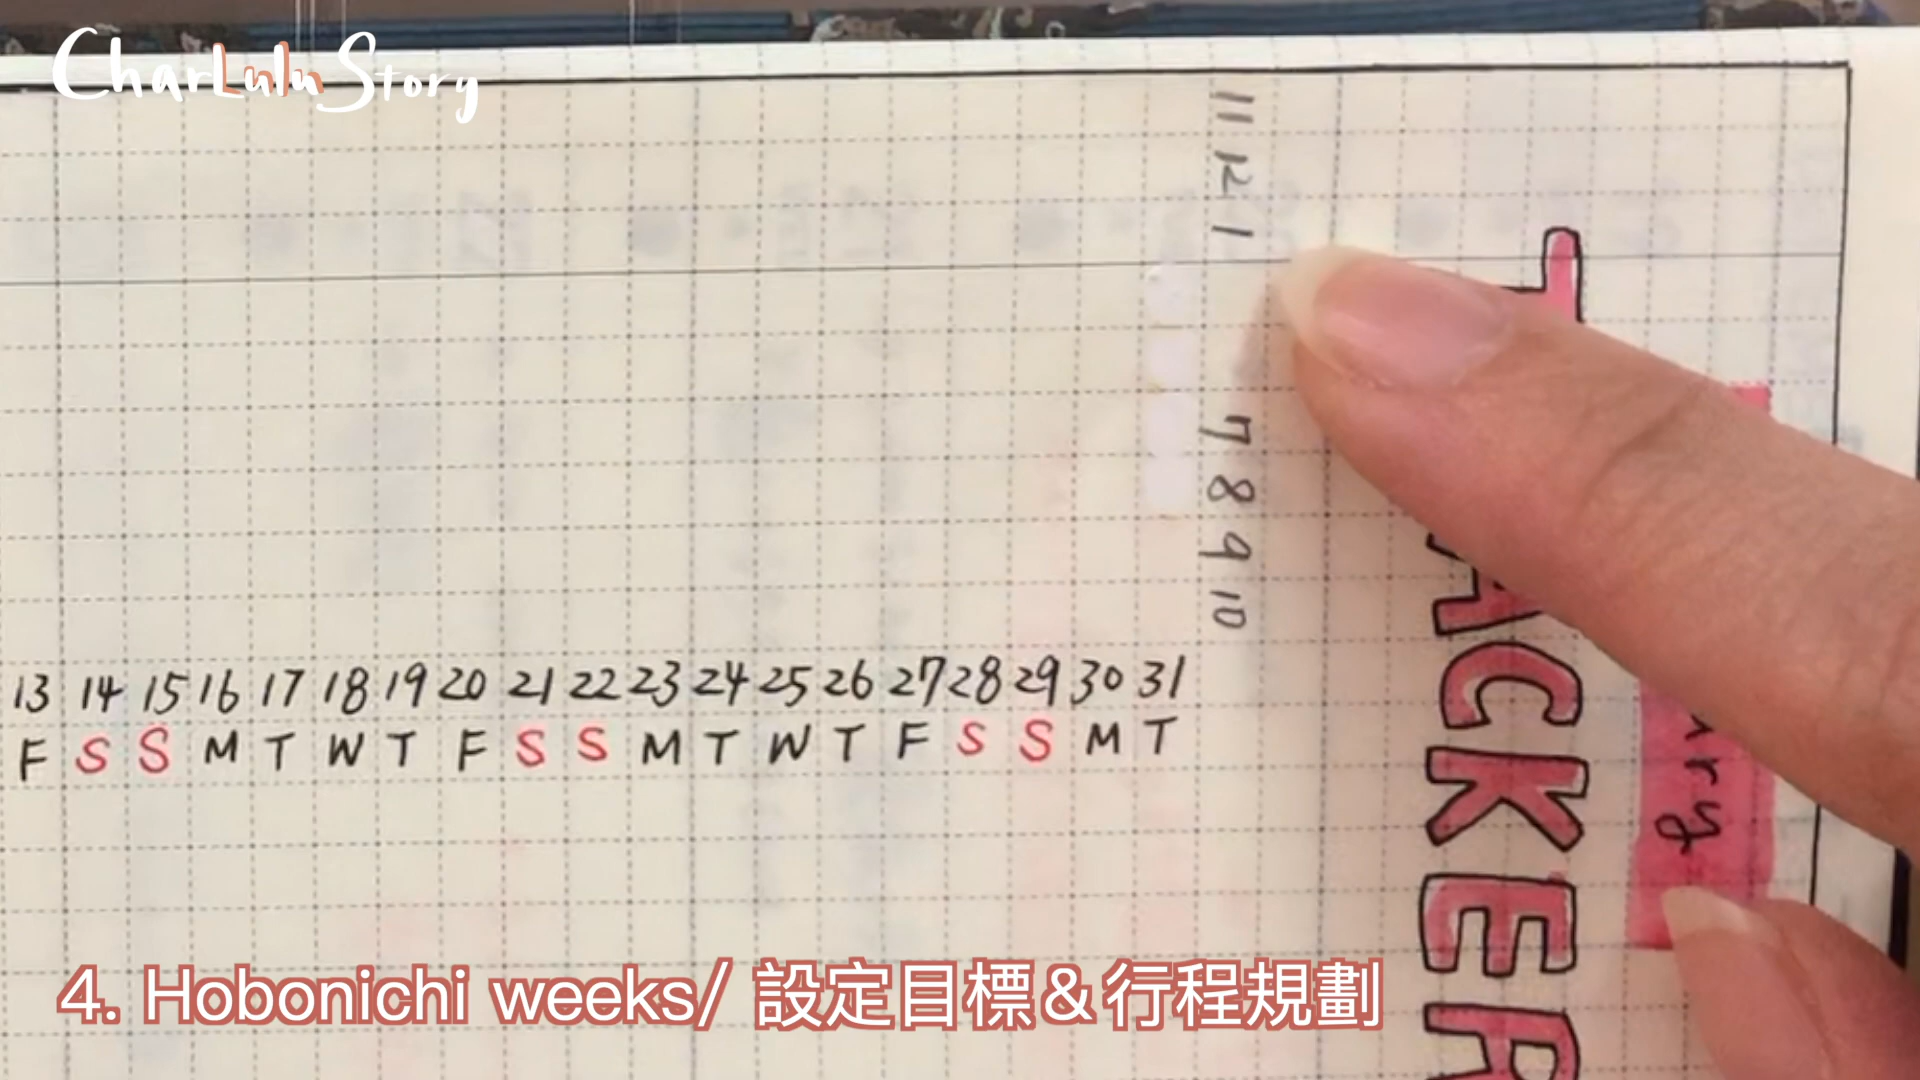 CharLuluStory
11 12 1
7 8 9 10
13 14 15 16 17 18 19 20 21 22 23 24 25 26 27 28 29 30 31
F S S M T W T F S S M T W T F S S M T
4. Hobonichi weeks/ 設定目標＆行程規劃